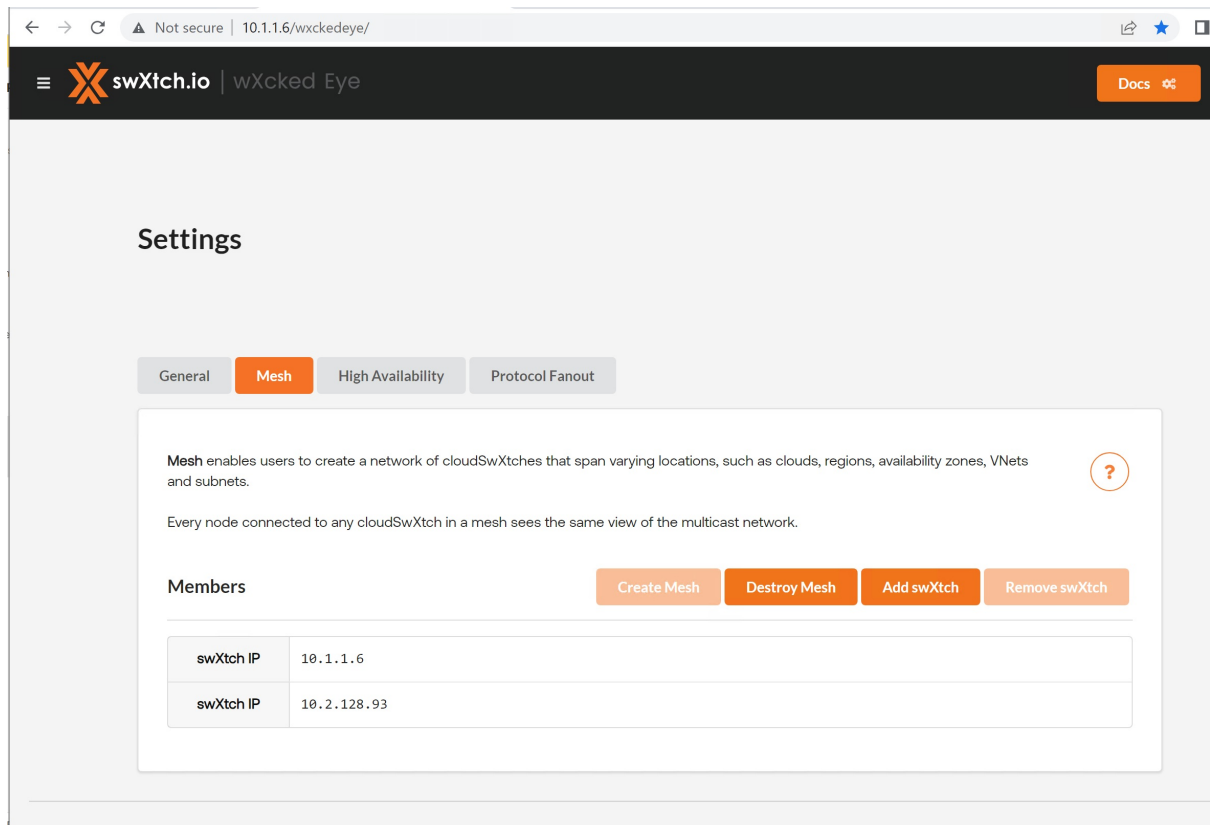 Not secure | 10.1.1.6/wxckedeye/
swXtch.io | wXcked Eye
Docs
Settings
General Mesh High Availability Protocol Fanout
Mesh enables users to create a network of cloudSwXtches that span varying locations, such as clouds, regions, availability zones, VNets
and subnets.
?
Every node connected to any cloudSwXtch in a mesh sees the same view of the multicast network.
Members Create Mesh Destroy Mesh Add swXtch Remove swXtch
swXtch IP 10.1.1.6
swXtch IP 10.2.128.93